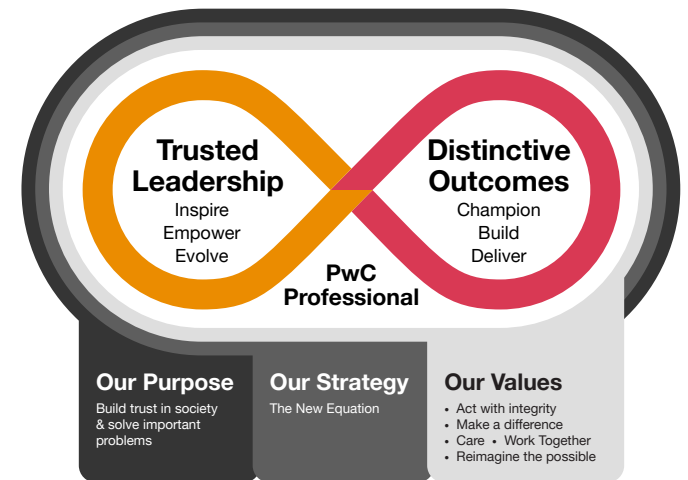 Trusted
Leadership
Inspire
Empower
Evolve
Distinctive
Outcomes
Champion
Build
Deliver
PwC
Professional
Our Purpose
Build trust in society
& solve important
problems
Our Strategy
The New Equation
Our Values
• Act with integrity
• Make a difference
• Care • Work Together
• Reimagine the possible